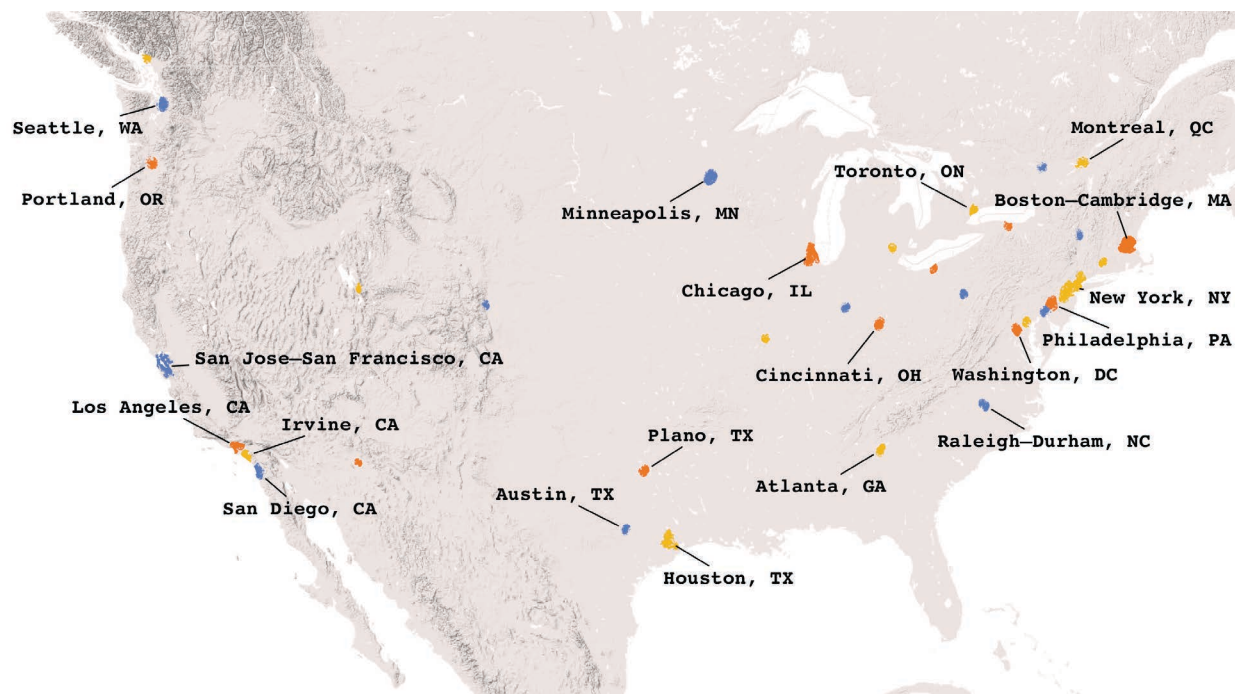 Seattle, WA
Montreal, QC
Portland, OR
Toronto, ON
Minneapolis, MN
Boston—Cambridge, MA
Chicago, IL
New York, NY
Philadelphia, PA
San Jose—San Francisco, CA
Cincinnati, OH
Washington, DC
Los Angeles, CA
Irvine, CA
Plano, TX
Raleigh—Durham, NC
Atlanta, GA
Austin, TX
San Diego, CA
Houston, TX